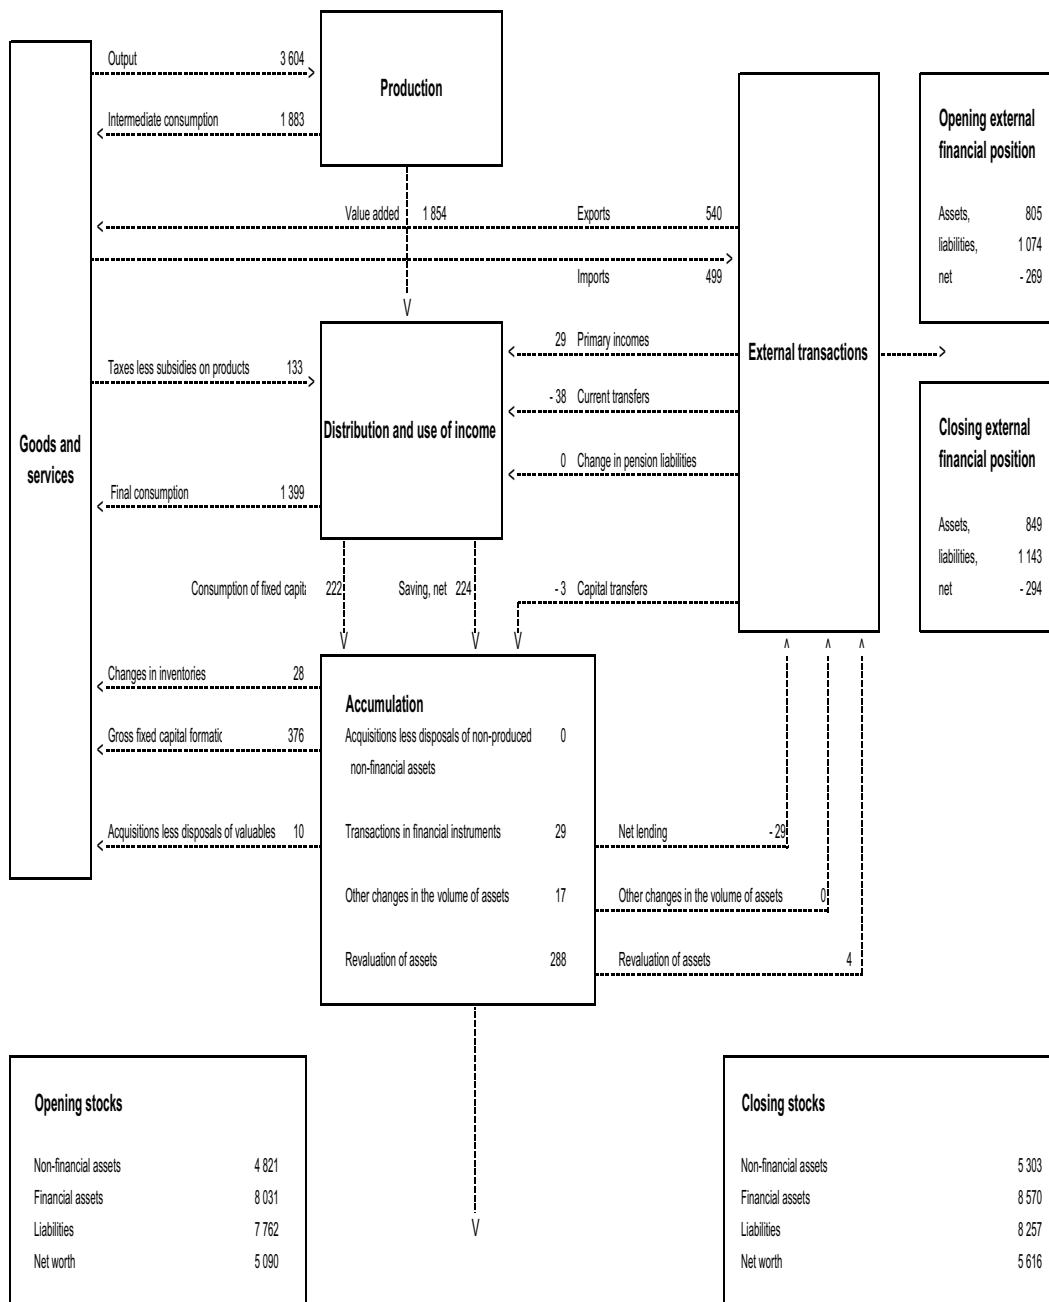 Output 3 604
Production
Intermediate consumption 1 883
Opening external
financial position
Value added 1 854
Exports 540
Assets, 805
liabilities, 1 074
Imports 499
net - 269
29 Primary incomes
External transactions
Taxes less subsidies on products 133
- 38 Current transfers
Distribution and use of income
Goods and
services
0 Change in pension liabilities
Closing external
financial position
Final consumption 1 399
Assets, 849
liabilities, 1 143
net - 294
Consumption of fixed capita 222
Saving, net 224
- 3 Capital transfers
Changes in inventories 28
Accumulation
Gross fixed capital formatic 376
Acquisitions less disposals of non-produced 0
non-financial assets
Acquisitions less disposals of valuables 10
Transactions in financial instruments 29
Net lending - 29
Other changes in the volume of assets 17
Other changes in the volume of assets 0
Revaluation of assets 288
Revaluation of assets 4
Opening stocks
Non-financial assets 4 821
Financial assets 8 031
Liabilities 7 762
Net worth 5 090
Closing stocks
Non-financial assets 5 303
Financial assets 8 570
Liabilities 8 257
Net worth 5 616